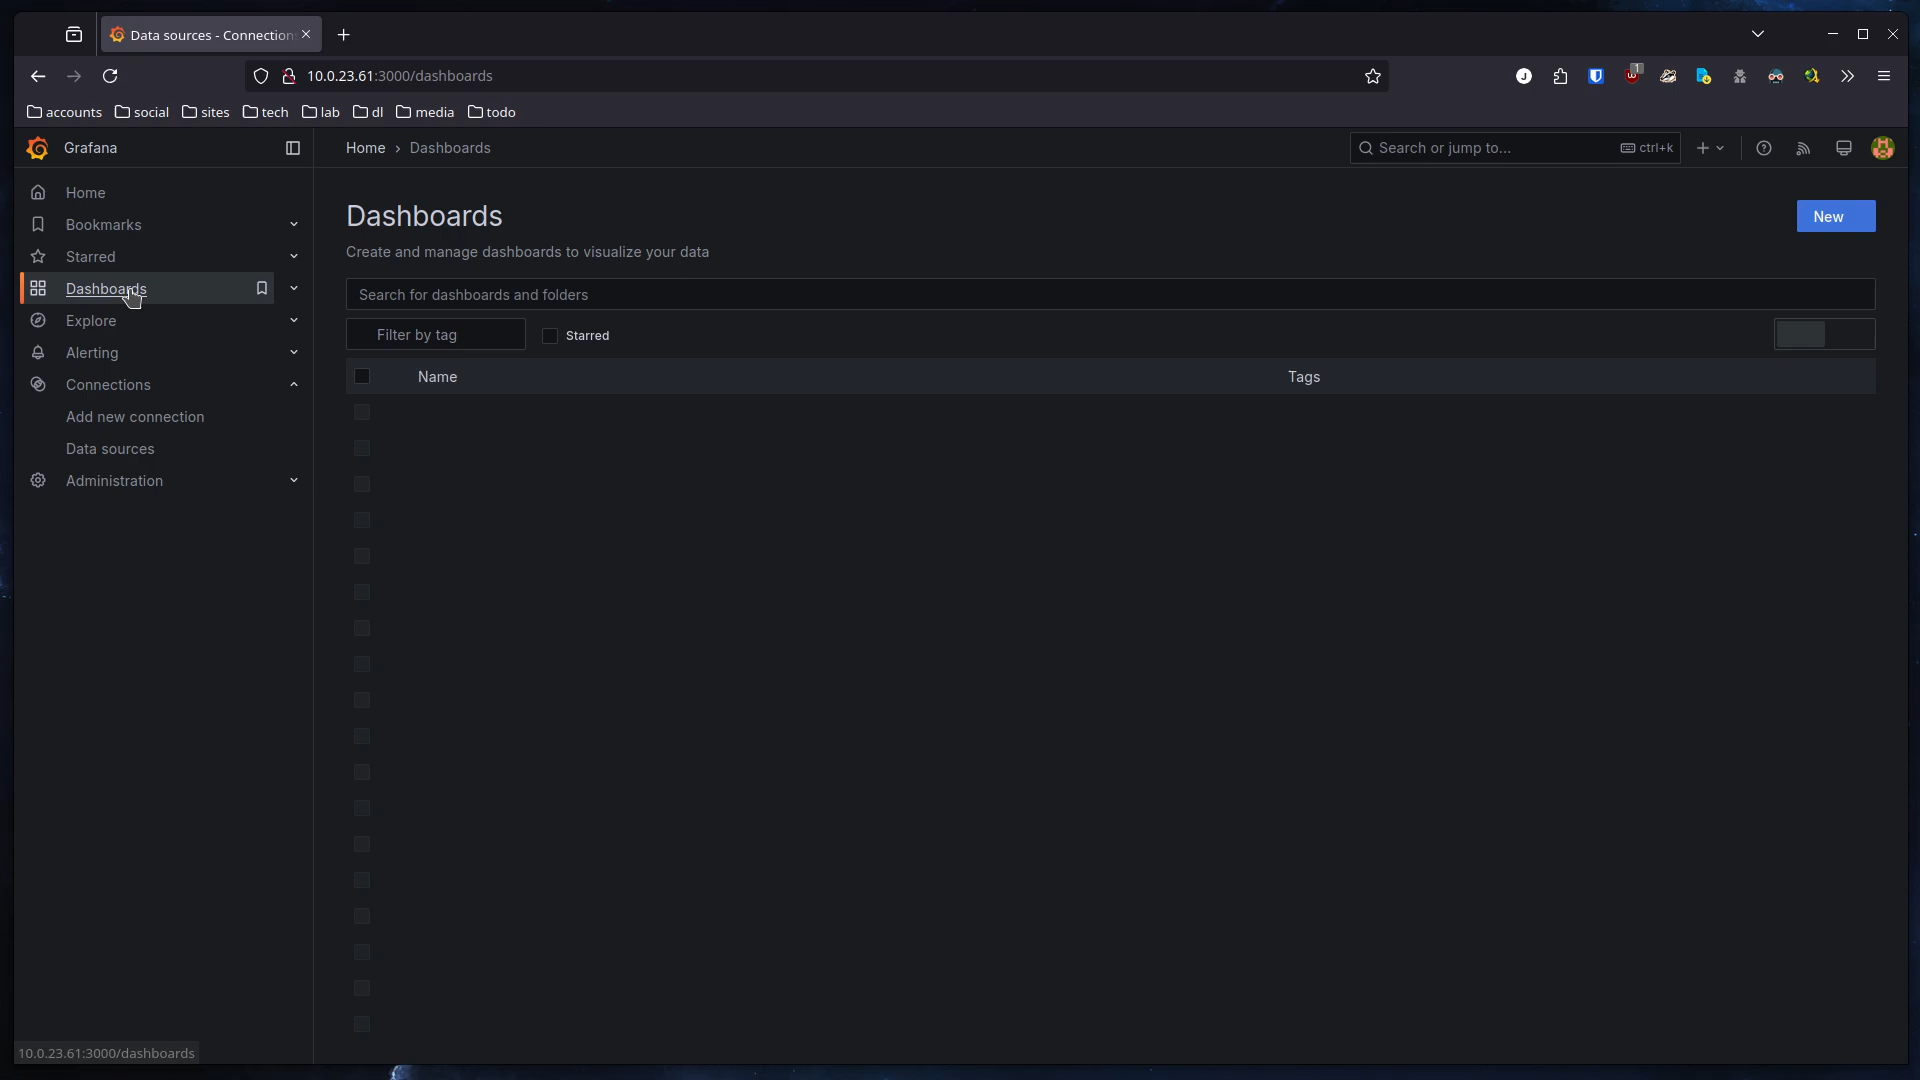 Data sources - Connection
10.0.23.61:3000/dashboards
1
accounts
social
sites
tech
lab
dl
media
todo
Grafana
Home › Dashboards
Search or jump to...
ctrl+k
Home
Bookmarks
Starred
Dashboards
Explore
Alerting
Connections
Add new connection
Data sources
Administration
Dashboards
New
Create and manage dashboards to visualize your data
Search for dashboards and folders
Filter by tag
Starred
Name
Tags
10.0.23.61:3000/dashboards